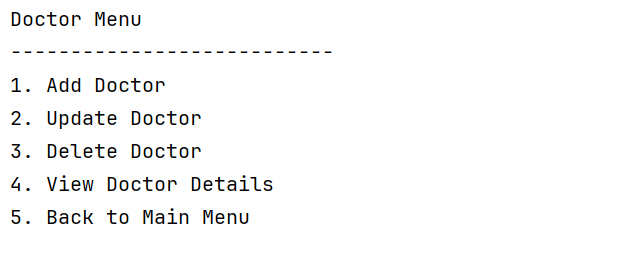 Doctor Menu
---------------------------
1. Add Doctor
2. Update Doctor
3. Delete Doctor
4. View Doctor Details
5. Back to Main Menu